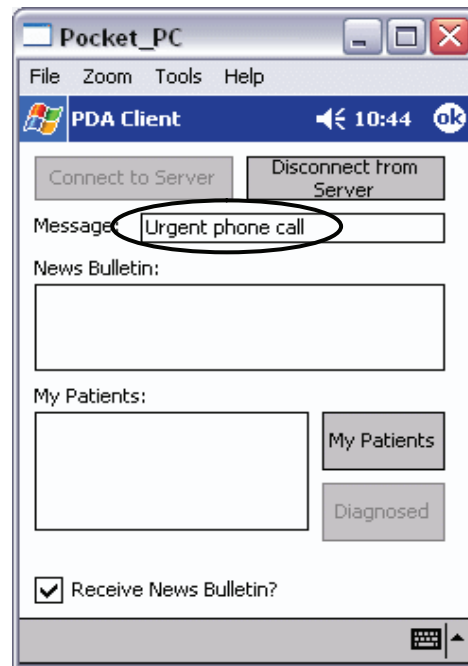 Pocket_PC
File Zoom Tools Help
PDA Client 10:44 ok
Connect to Server
Disconnect from
Server
Message: Urgent phone call
News Bulletin:
My Patients:
My Patients
Diagnosed
Receive News Bulletin?